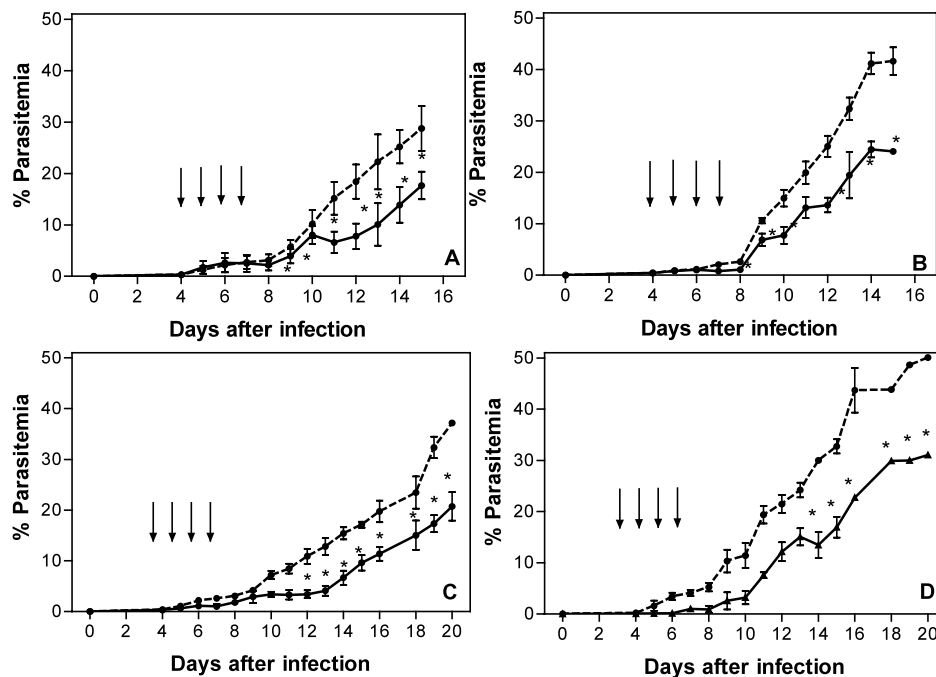 50
40
30
20
10
0
% Parasitemia
* * * * * * *
A
0 2 4 6 8 10 12 14 16
Days after infection
50
40
30
20
10
0
% Parasitemia
* * * * * *
B
0 2 4 6 8 10 12 14 16
Days after infection
50
40
30
20
10
0
% Parasitemia
* * * * * * * *
C
0 2 4 6 8 10 12 14 16 18 20
Days after infection
50
40
30
20
10
0
% Parasitemia
* * * * * *
D
0 2 4 6 8 10 12 14 16 18 20
Days after infection